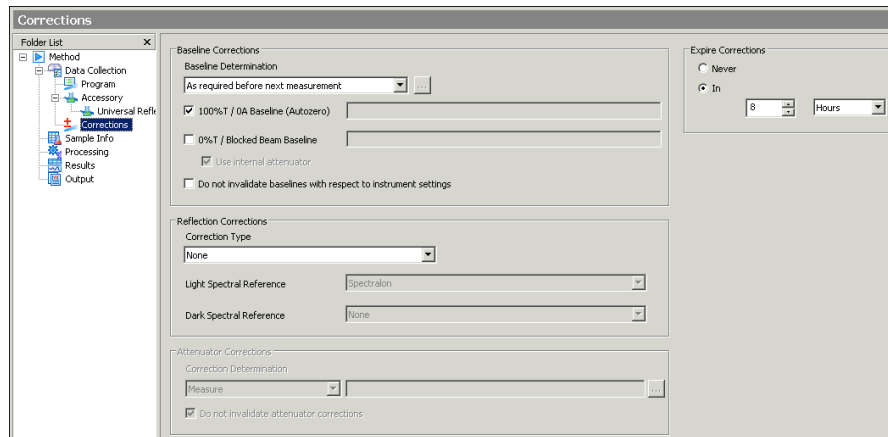 Corrections
Folder List X
Method
Data Collection
Program
Accessory
Universal Refle
Corrections
Sample Info
Processing
Results
Output
Baseline Corrections
Baseline Determination
As required before next measurement ...
100%T / 0A Baseline (Autozero)
0%T / Blocked Beam Baseline
Use internal attenuator
Do not invalidate baselines with respect to instrument settings
Reflection Corrections
Correction Type
None
Light Spectral Reference Spectralon
Dark Spectral Reference None
Attenuator Corrections
Correction Determination
Measure ...
Do not invalidate attenuator corrections
Expire Corrections
Never
In
8 Hours